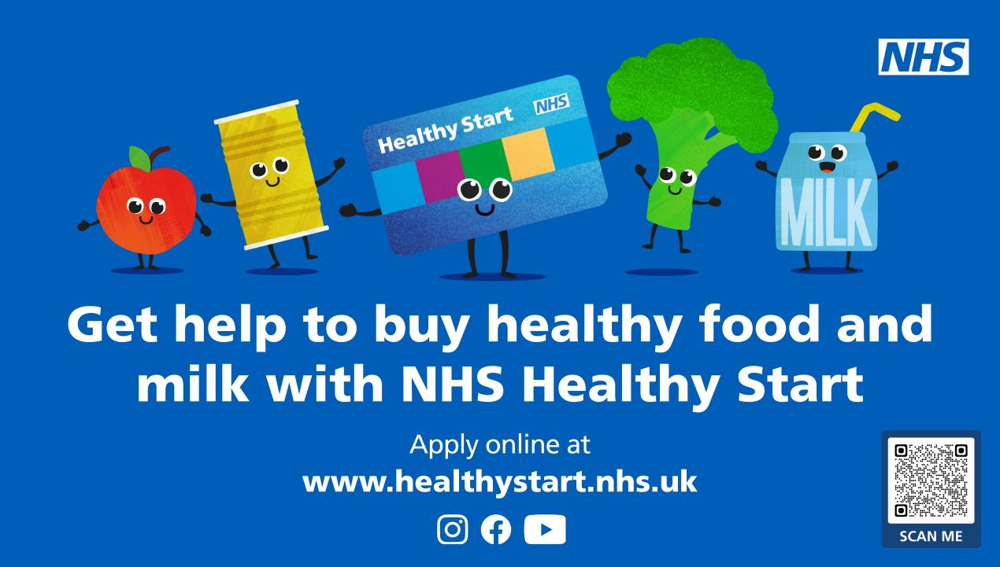 NHS
Healthy Start
NHS
MILK
Get help to buy healthy food and
milk with NHS Healthy Start
Apply online at
www.healthystart.nhs.uk
SCAN ME